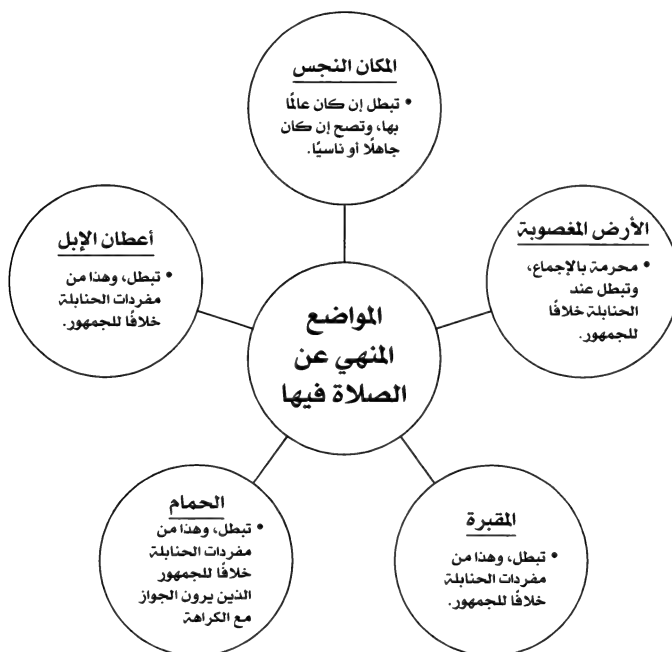 المكان النجس
• تبطل إن كان عالمًا
بها، وتصح إن كان
جاهلًا أو ناسيًا.
الأرض المغصوبة
• محرمة بالإجماع،
وتبطل عند
الحنابلة خلافًا
للجمهور.
أعطان الإبل
• تبطل، وهذا من
مفردات الحنابلة
خلافًا للجمهور.
المواضع
المنهي عن
الصلاة فيها
المقبرة
• تبطل، وهذا من
مفردات الحنابلة
خلافًا للجمهور.
الحمام
• تبطل، وهذا من
مفردات الحنابلة
خلافًا للجمهور
الذين يرون الجواز
مع الكراهة